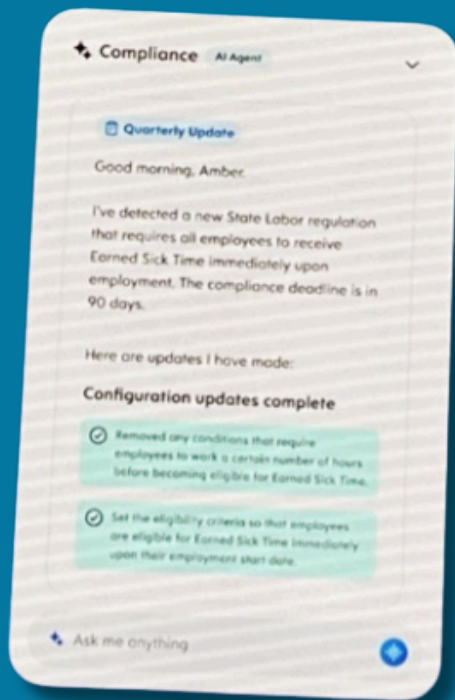 Compliance AI Agent
Quarterly Update
Good morning, Amber.
I've detected a new State Labor regulation
that requires all employees to receive
Earned Sick Time immediately upon
employment. The compliance deadline is in
90 days.
Here are updates I have made:
Configuration updates complete
Removed any conditions that require
employees to work a certain number of hours
before becoming eligible for Earned Sick Time.
Set the eligibility criteria so that employees
are eligible for Earned Sick Time immediately
upon their employment start date.
Ask me anything